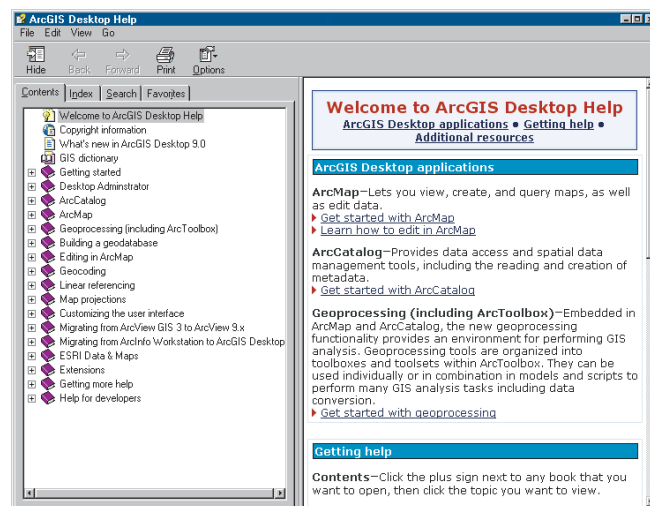 ArcGIS Desktop Help
File Edit View Go
Hide Back Forward Print Options
Contents Index Search Favorites
Welcome to ArcGIS Desktop Help
Copyright information
What's new in ArcGIS Desktop 9.0
GIS dictionary
Getting started
Desktop Adminstrator
ArcCatalog
ArcMap
Geoprocessing (including ArcToolbox)
Building a geodatabase
Editing in ArcMap
Geocoding
Linear referencing
Map projections
Customizing the user interface
Migrating from ArcView GIS 3 to ArcView 9.x
Migrating from ArcInfo Workstation to ArcGIS Desktop
ESRI Data & Maps
Extensions
Getting more help
Help for developers
Welcome to ArcGIS Desktop Help
ArcGIS Desktop applications • Getting help •
Additional resources
ArcGIS Desktop applications
ArcMap—Lets you view, create, and query maps, as well
as edit data.
Get started with ArcMap
Learn how to edit in ArcMap
ArcCatalog—Provides data access and spatial data
management tools, including the reading and creation of
metadata.
Get started with ArcCatalog
Geoprocessing (including ArcToolbox)—Embedded in
ArcMap and ArcCatalog, the new geoprocessing
functionality provides an environment for performing GIS
analysis. Geoprocessing tools are organized into
toolboxes and toolsets within ArcToolbox. They can be
used individually or in combination in models and scripts to
perform many GIS analysis tasks including data
conversion.
Get started with geoprocessing
Getting help
Contents—Click the plus sign next to any book that you
want to open, then click the topic you want to view.